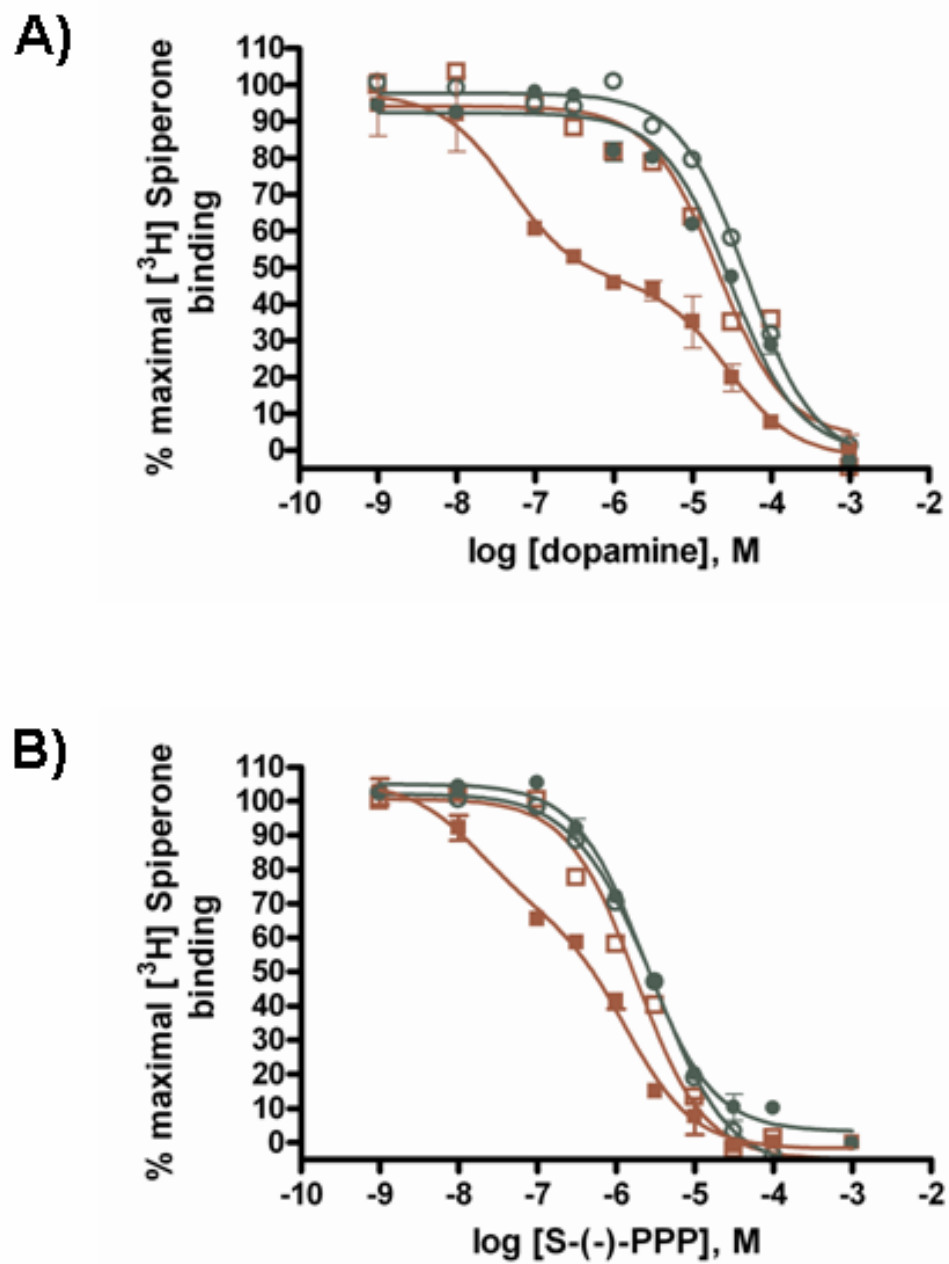 A)
% maximal [³H] Spiperone
binding
110
100
90
80
70
60
50
40
30
20
10
0
-10 -9 -8 -7 -6 -5 -4 -3 -2
log [dopamine], M
B)
% maximal [³H] Spiperone
binding
110
100
90
80
70
60
50
40
30
20
10
0
-10 -9 -8 -7 -6 -5 -4 -3 -2
log [S-(-)-PPP], M